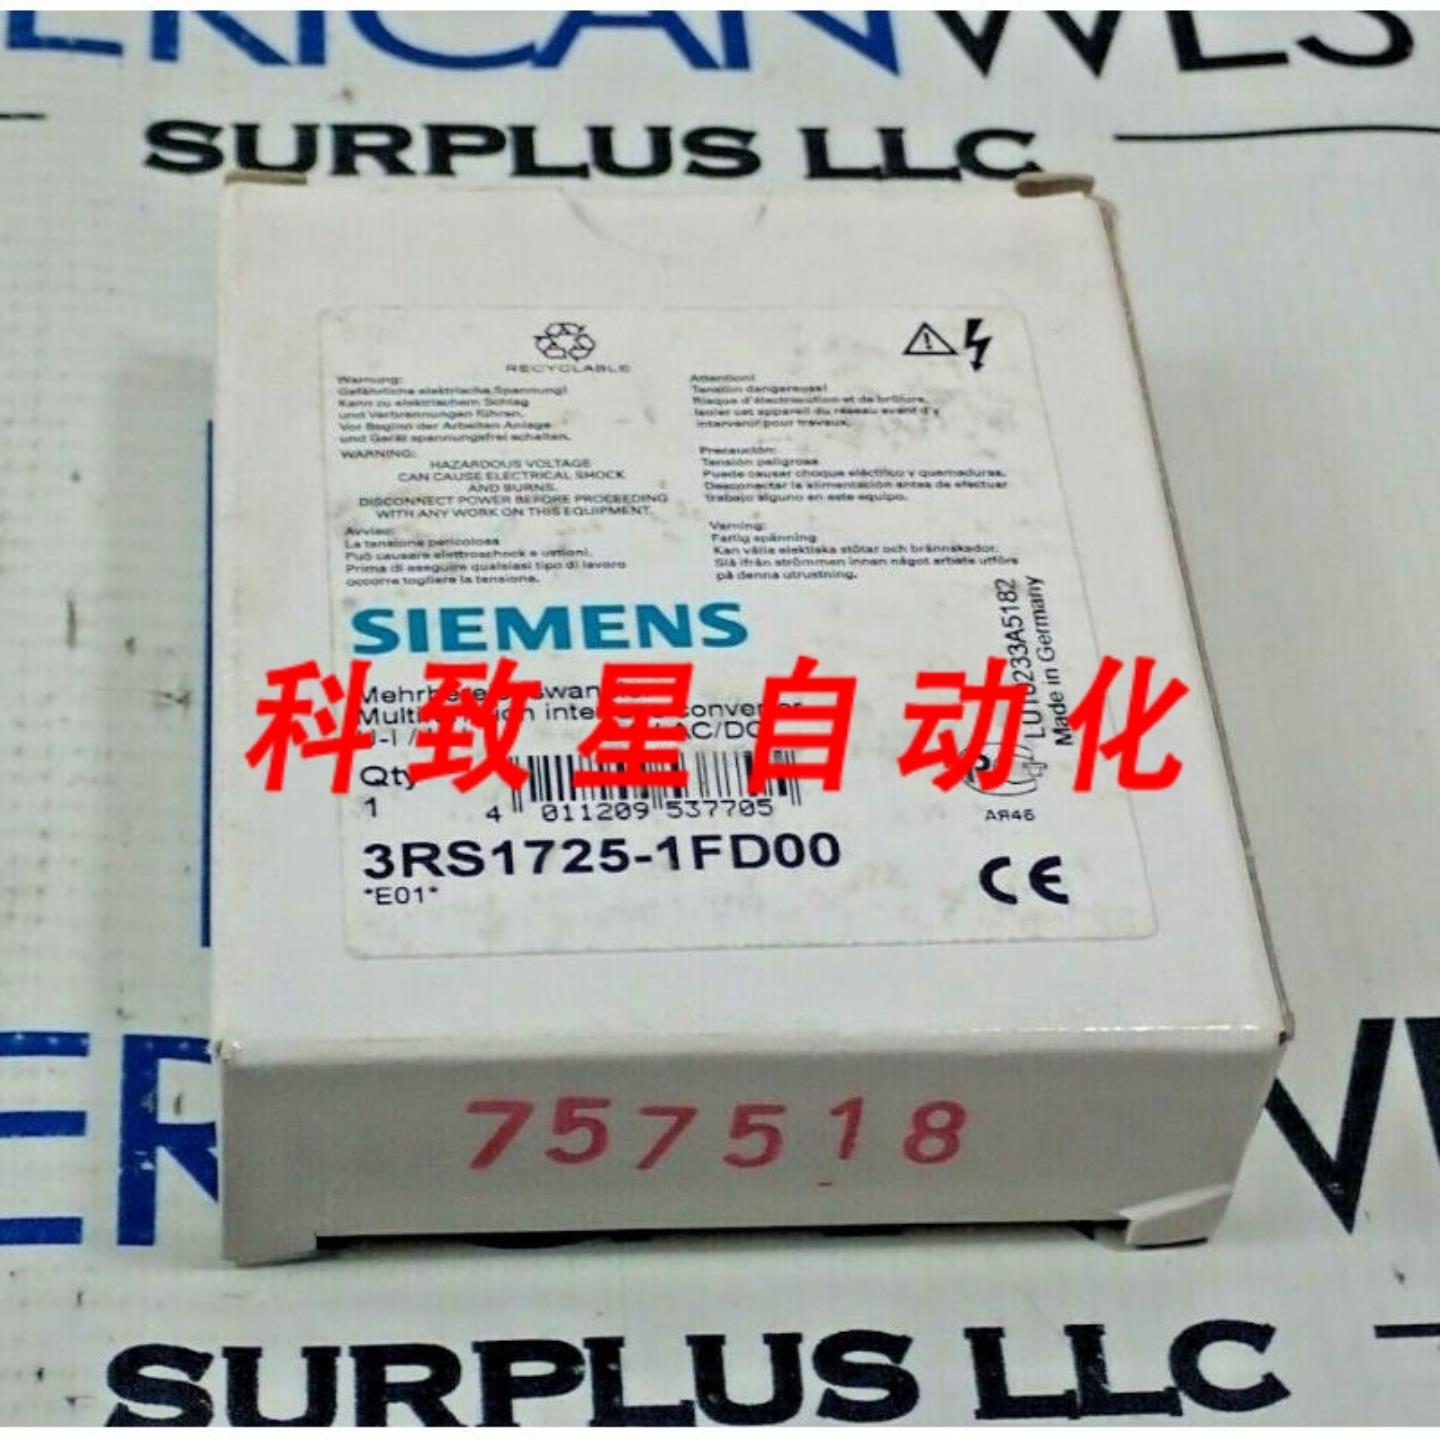 ERICANWES
SURPLUS LLC
RECYCLABLE
Warnung:
Gefährliche elektrische Spannung!
Kann zu elektrischem Schlag
und Verbrennungen führen.
Vor Beginn der Arbeiten Anlage
und Gerät spannungsfrei schalten.
WARNING:
HAZARDOUS VOLTAGE
CAN CAUSE ELECTRICAL SHOCK
AND BURNS.
DISCONNECT POWER BEFORE PROCEEDING
WITH ANY WORK ON THIS EQUIPMENT.
Avviso:
La tensione pericolosa
Può causare elettroschock e ustioni.
Prima di eseguire qualsiasi tipo di lavoro
occorre togliere la tensione.
Attention!
Tension dangereuse!
Risque d'électrocution et de brûlure.
Isoler cet appareil du réseau avant d'y
intervenir pour travaux.
Precaución:
Tensión peligrosa
Puede causar choque eléctrico y quemaduras.
Desconectar la alimentación antes de efectuar
trabajo alguno en este equipo.
Varning:
Farlig spänning
Kan válla elektiska stötar och brännskador.
Slå ifrån strömmen innan något arbete utförs
på denna utrustning.
SIEMENS
科致星自动化
converter
AC/DC
Qty
1
4 011209 537705
3RS1725-1FD00
*E01*
233A5182
Made in Germany
AR46
CE
757518
SURPLUS LLC